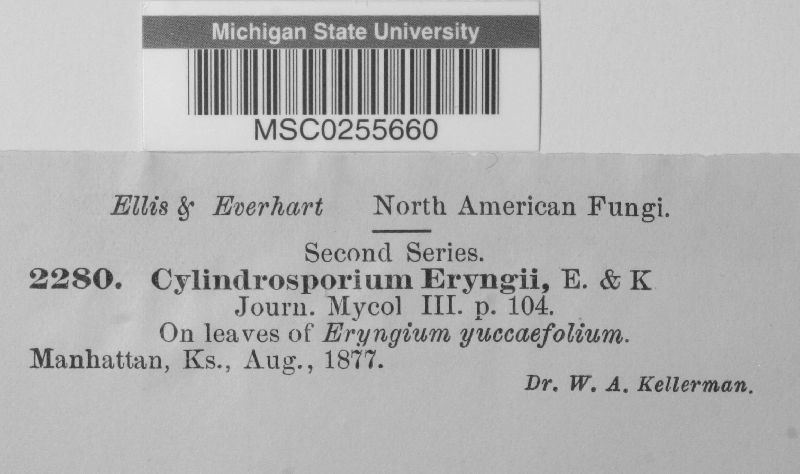 Michigan State University
MSC0255660
Ellis & Everhart North American Fungi.
Second Series.
2280. Cylindrosporium Eryngii, E. & K
Journ. Mycol III. p. 104.
On leaves of Eryngium yuccaefolium.
Manhattan, Ks., Aug., 1877.
Dr. W. A. Kellerman.